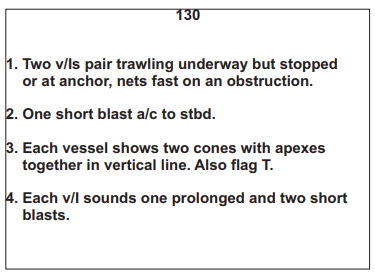 130
1. Two v/ls pair trawling underway but stopped
or at anchor, nets fast on an obstruction.
2. One short blast a/c to stbd.
3. Each vessel shows two cones with apexes
together in vertical line. Also flag T.
4. Each v/l sounds one prolonged and two short
blasts.